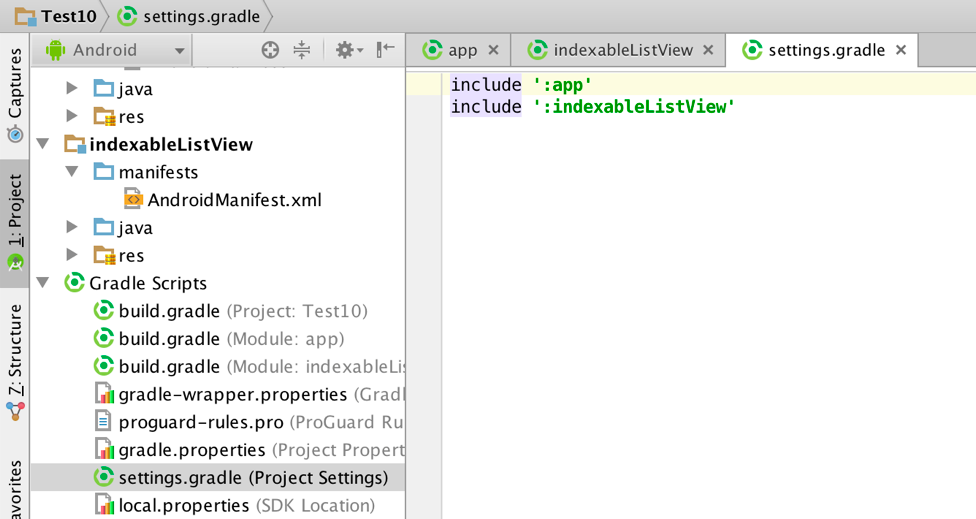 Test10
settings.gradle
Captures
1: Project
Z: Structure
avorites
Android
java
res
indexableListView
manifests
AndroidManifest.xml
java
res
Gradle Scripts
build.gradle (Project: Test10)
build.gradle (Module: app)
build.gradle (Module: indexableLis
gradle-wrapper.properties (Gradl
proguard-rules.pro (ProGuard Ru
gradle.properties (Project Propert
settings.gradle (Project Settings)
local.properties (SDK Location)
app
indexableListView
settings.gradle
include ':app'
include ':indexableListView'